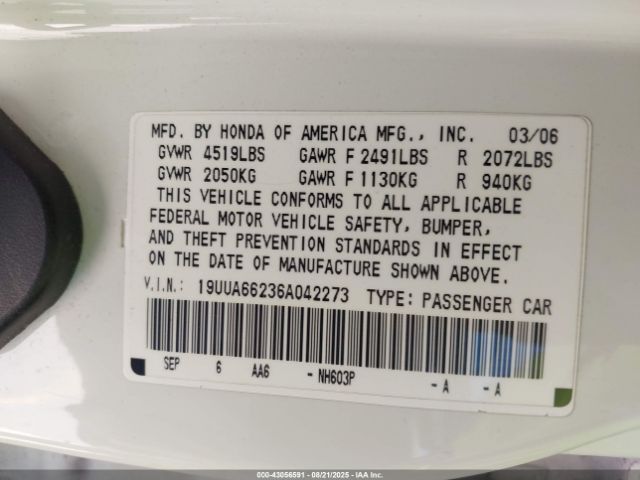 MFD. BY HONDA OF AMERICA MFG., INC. 03/06
GVWR 4519LBS GAWR F 2491LBS R 2072LBS
GVWR 2050KG GAWR F 1130KG R 940KG
THIS VEHICLE CONFORMS TO ALL APPLICABLE
FEDERAL MOTOR VEHICLE SAFETY, BUMPER,
AND THEFT PREVENTION STANDARDS IN EFFECT
ON THE DATE OF MANUFACTURE SHOWN ABOVE.
V.I.N.: 19UUA66236A042273 TYPE: PASSENGER CAR
SEP 6 AA6 - NH603P - A - A
000-43056591 - 08/21/2025 - IAAI - Copart